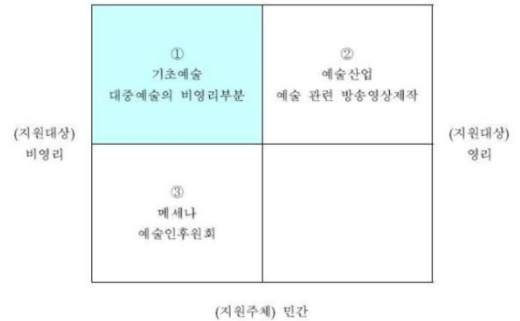 ①
기초예술
대중예술의 비영리부분
②
예술산업
예술 관련 방송영상제작
(지원대상)
비영리
(지원대상)
영리
③
메세나
예술인후원회
(지원주체) 민간